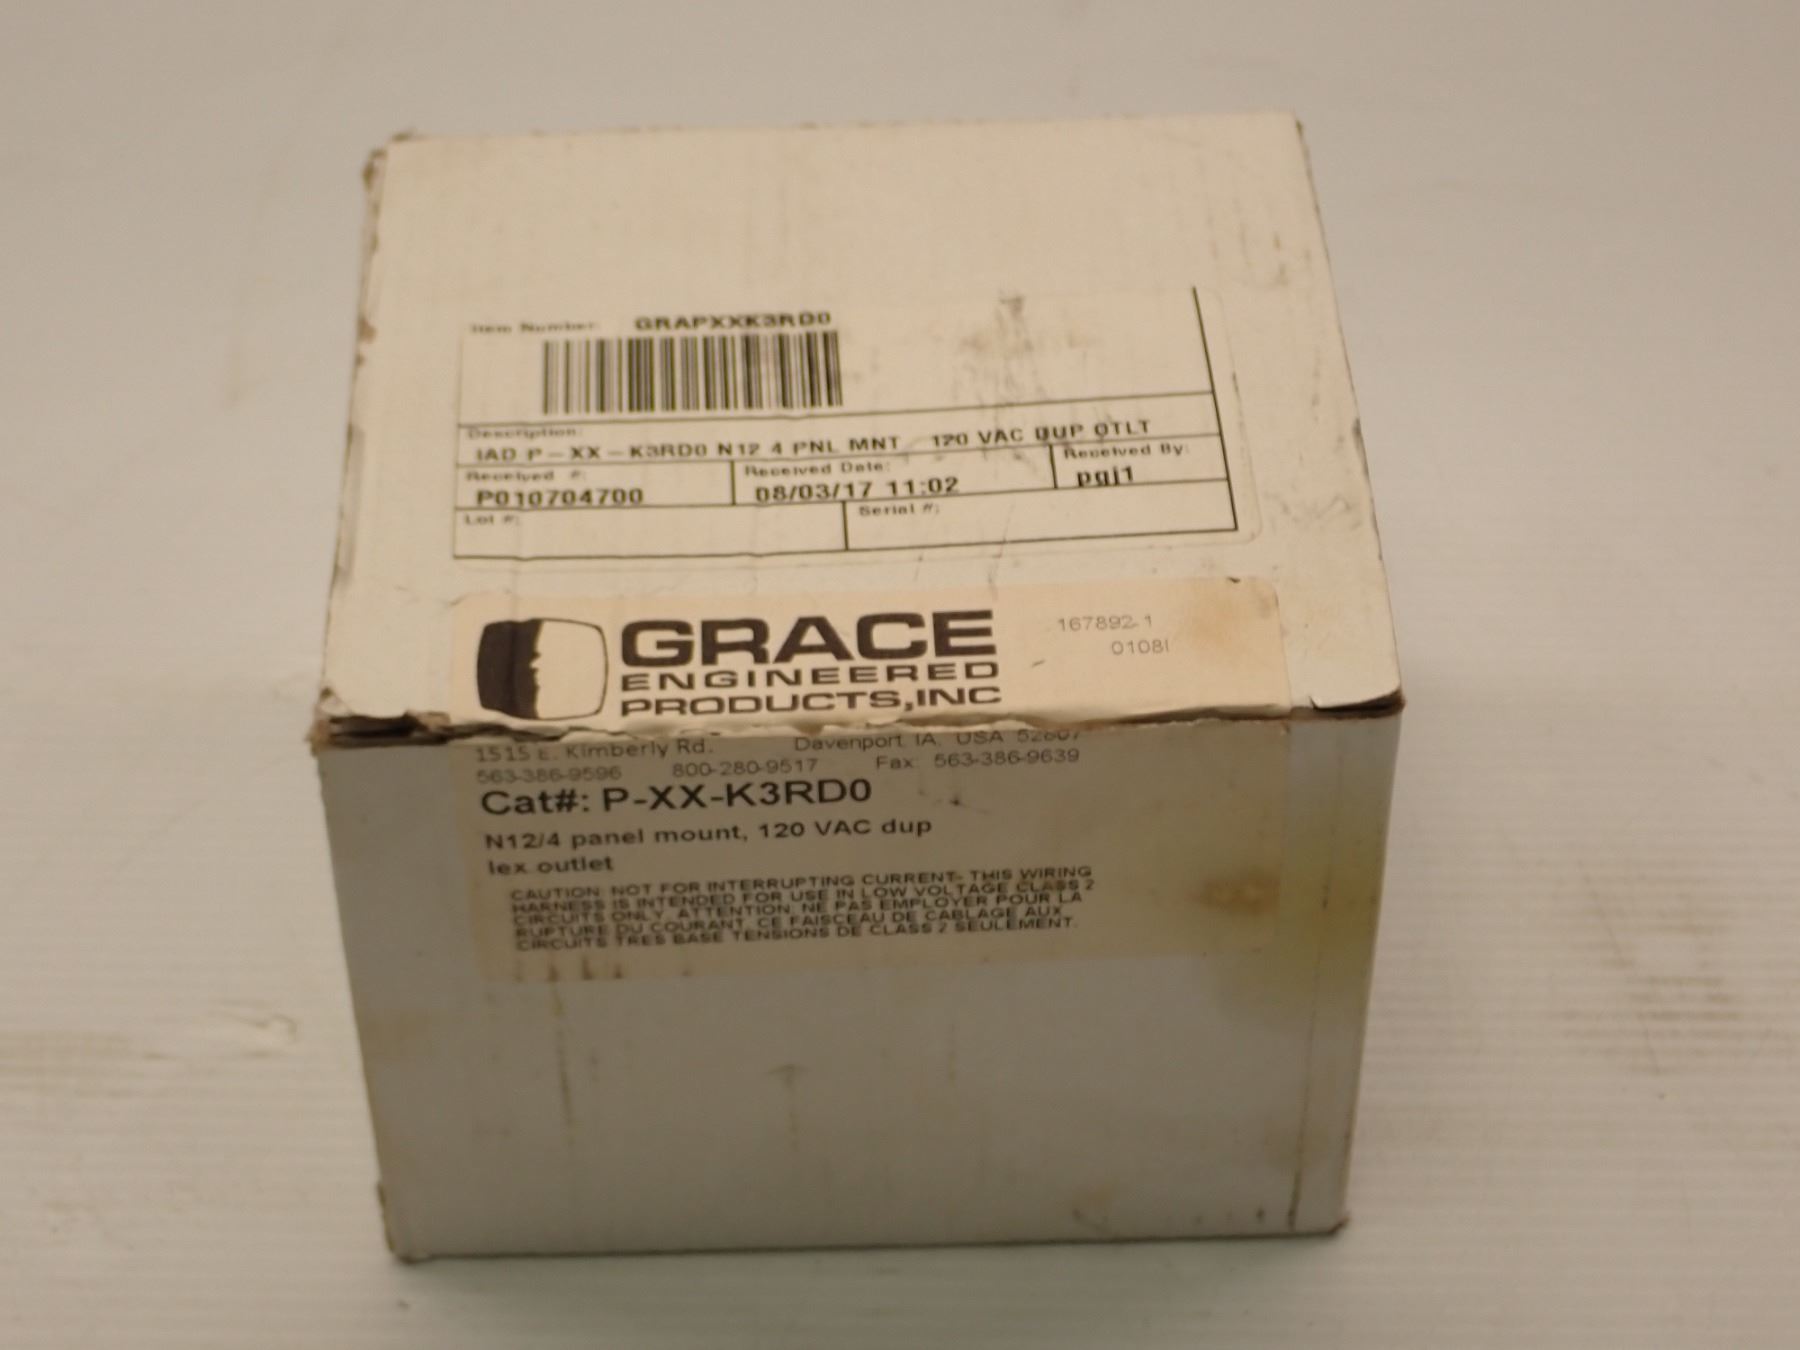 Item Number: GRAPXXK3RD0
Description:
IAD P-XX-K3RD0 N12 4 PNL MNT 120 VAC DUP OTLT
Received #: Received Date: Received By:
P010704700 08/03/17 11:02 pgj1
Lot #: Serial #:
GRACE 167892-1
ENGINEERED 0108I
PRODUCTS,INC
1515 E. Kimberly Rd. Davenport, IA, USA 52807
563-386-9596 800-280-9517 Fax: 563-386-9639
Cat#: P-XX-K3RD0
N12/4 panel mount, 120 VAC dup
lex outlet
CAUTION: NOT FOR INTERRUPTING CURRENT- THIS WIRING
HARNESS IS INTENDED FOR USE IN LOW VOLTAGE CLASS 2
CIRCUITS ONLY. ATTENTION: NE PAS EMPLOYER POUR LA
RUPTURE DU COURANT. CE FAISCEAU DE CABLAGE AUX
CIRCUITS TRES BASE TENSIONS DE CLASS 2 SEULEMENT.